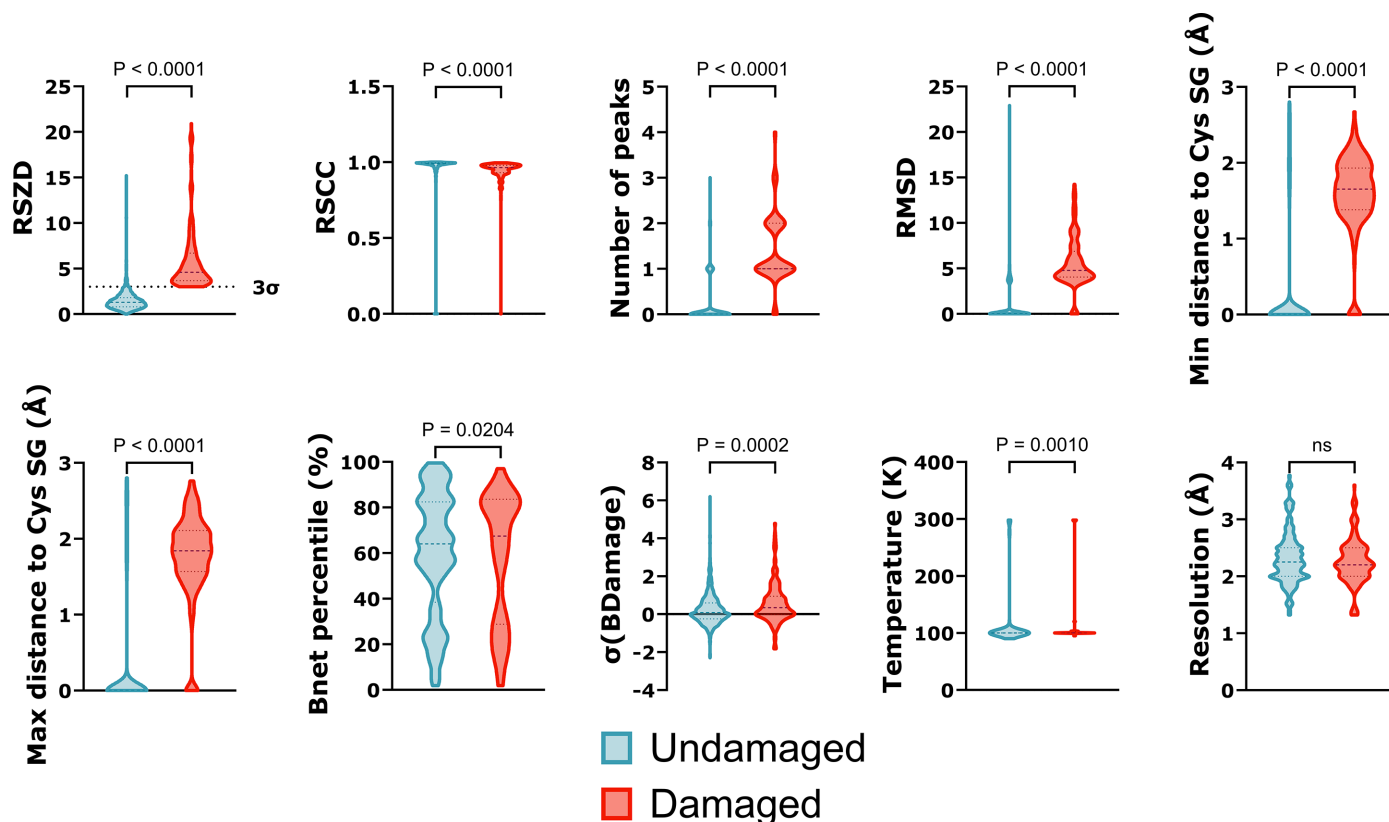 P < 0.0001
RSZD
25
20
15
10
5
0
3σ
P < 0.0001
RSCC
1.5
1.0
0.5
0.0
P < 0.0001
Number of peaks
5
4
3
2
1
0
P < 0.0001
RMSD
25
20
15
10
5
0
P < 0.0001
Min distance to Cys SG (Å)
3
2
1
0
P < 0.0001
Max distance to Cys SG (Å)
3
2
1
0
P = 0.0204
Bnet percentile (%)
100
80
60
40
20
0
P = 0.0002
σ(BDamage)
8
6
4
2
0
-2
-4
P = 0.0010
Temperature (K)
400
300
200
100
0
ns
Resolution (Å)
4
3
2
1
0
Undamaged
Damaged